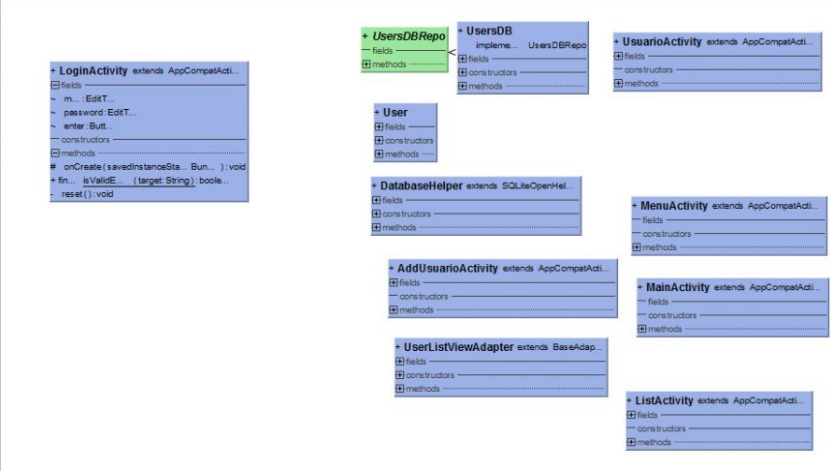 + LoginActivity extends AppCompatActi...
fields
~ m... :EditT...
~ password:EditT...
~ enter:Butt...
constructors
methods
# onCreate(savedInstanceSta... Bun... ):void
+ fin... isValidE... (target:String):boole...
- reset():void
+ UsersDBRepo
fields
methods
+ UsersDB
impleme... UsersDBRepo
fields
constructors
methods
+ UsuarioActivity extends AppCompatActi...
fields
constructors
methods
+ User
fields
constructors
methods
+ DatabaseHelper extends SQLiteOpenHel...
fields
constructors
methods
+ MenuActivity extends AppCompatActi...
fields
constructors
methods
+ AddUsuarioActivity extends AppCompatActi...
fields
constructors
methods
+ MainActivity extends AppCompatActi...
fields
constructors
methods
+ UserListViewAdapter extends BaseAdap...
fields
constructors
methods
+ ListActivity extends AppCompatActi...
fields
constructors
methods